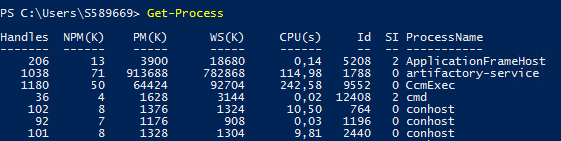 PS C:\Users\S589669> Get-Process
Handles NPM(K) PM(K) WS(K) CPU(s) Id SI ProcessName
------- ------ ----- ----- ------ -- -- -----------
206 13 3900 18680 0,14 5208 2 ApplicationFrameHost
1038 71 913688 782868 114,98 1788 0 artifactory-service
1180 50 64424 92704 242,58 9552 0 CcmExec
36 4 1628 3144 0,02 12408 2 cmd
102 8 1376 1324 10,50 764 0 conhost
92 7 1176 908 0,03 1196 0 conhost
101 8 1328 1304 9,81 2440 0 conhost